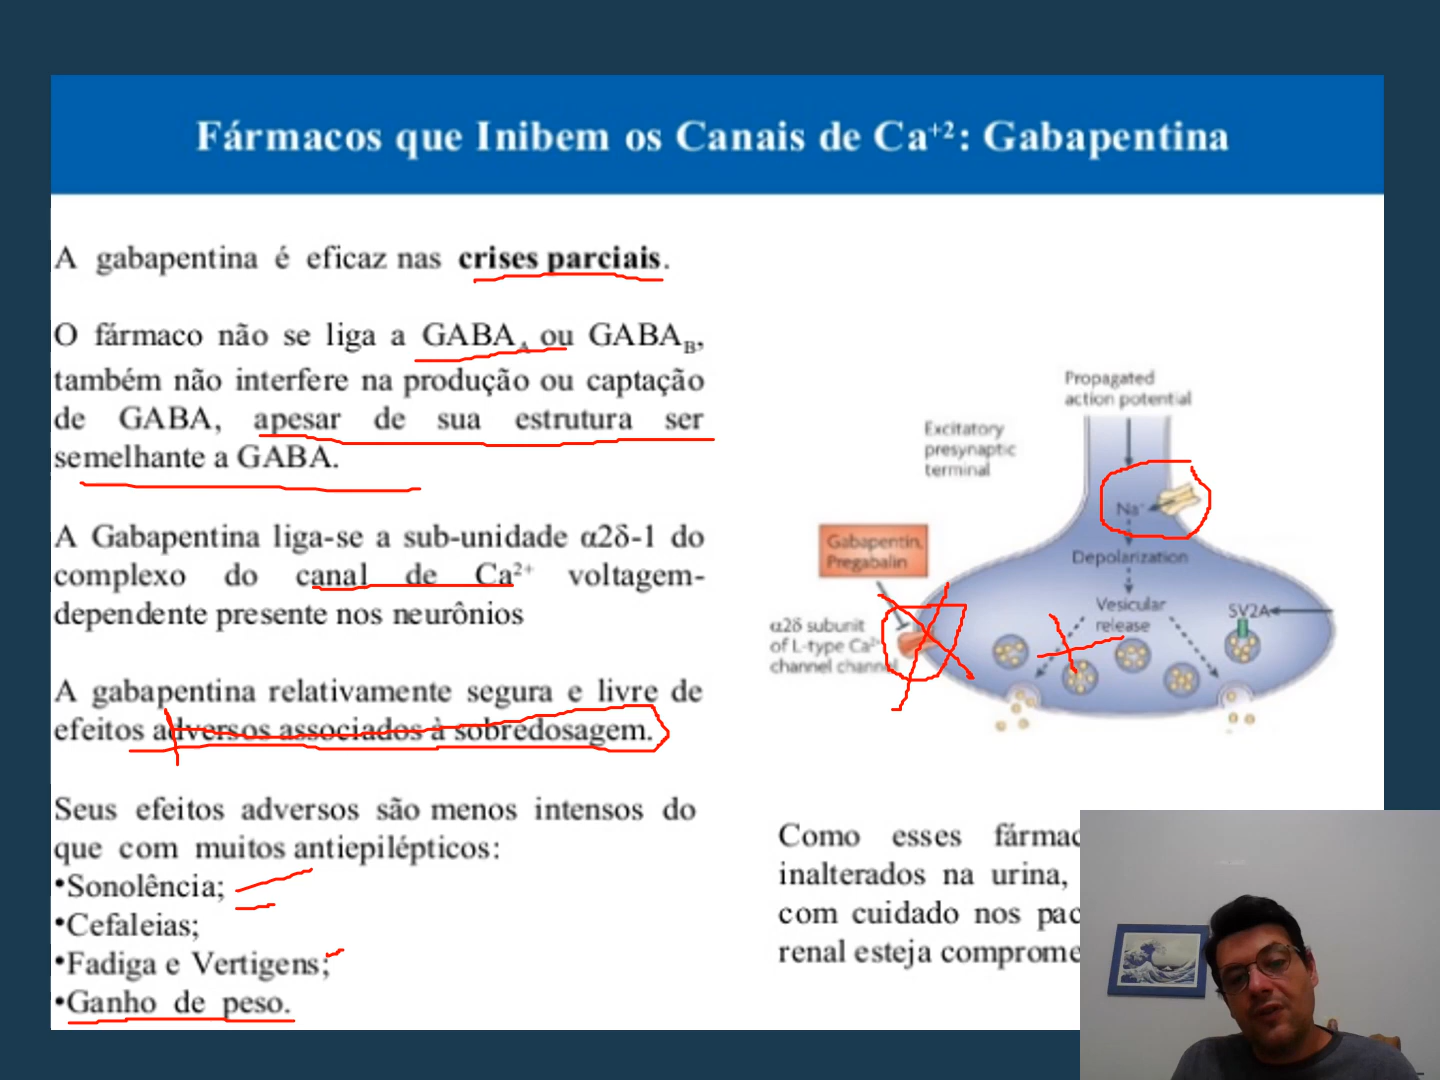 Fármacos que Inibem os Canais de Ca⁺²: Gabapentina
A gabapentina é eficaz nas crises parciais.
O fármaco não se liga a GABA_A ou GABA_B,
também não interfere na produção ou captação
de GABA, apesar de sua estrutura ser
semelhante a GABA.
A Gabapentina liga-se a sub-unidade α2δ-1 do
complexo do canal de Ca²⁺ voltagem-
dependente presente nos neurônios
A gabapentina relativamente segura e livre de
efeitos adversos associados à sobredosagem.
Seus efeitos adversos são menos intensos do
que com muitos antiepilépticos:
•Sonolência;
•Cefaleias;
•Fadiga e Vertigens;
•Ganho de peso.
Propagated
action potential
Excitatory
presynaptic
terminal
Na⁺
Gabapentin,
Pregabalin
Depolarization
Vesicular
release
SV2A
α2δ subunit
of L-type Ca²⁺
channel channel
Como esses
inalterados na urina,
com cuidado nos
renal esteja